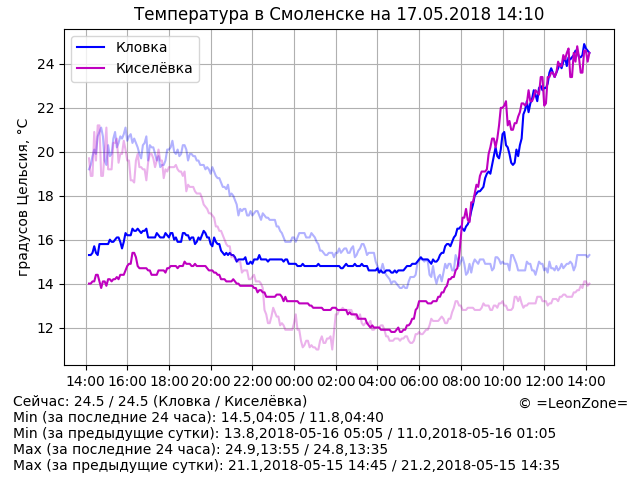 Температура в Смоленске на 17.05.2018 14:10
Кловка
Киселёвка
градусов Цельсия, °C
24
22
20
18
16
14
12
14:00 16:00 18:00 20:00 22:00 00:00 02:00 04:00 06:00 08:00 10:00 12:00 14:00
Сейчас: 24.5 / 24.5 (Кловка / Киселёвка)
© =LeonZone=
Min (за последние 24 часа): 14.5,04:05 / 11.8,04:40
Min (за предыдущие сутки): 13.8,2018-05-16 05:05 / 11.0,2018-05-16 01:05
Max (за последние 24 часа): 24.9,13:55 / 24.8,13:35
Max (за предыдущие сутки): 21.1,2018-05-15 14:45 / 21.2,2018-05-15 14:35